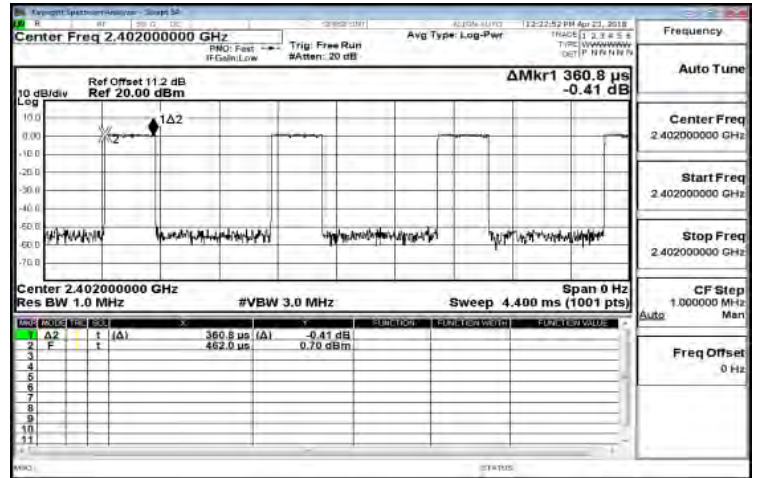 Keysight Spectrum Analyzer - Swept SA
Center Freq 2.402000000 GHz
PNO: Fast
IFGain:Low
Trig: Free Run
#Atten: 20 dB
Avg Type: Log-Pwr
12:22:52 PM Apr 23, 2018
TRACE 1 2 3 4 5 6
TYPE WWWWWW
DET P N N N N N
Frequency
Auto Tune
Center Freq
2.402000000 GHz
Start Freq
2.402000000 GHz
Stop Freq
2.402000000 GHz
CF Step
1.000000 MHz
Auto Man
Freq Offset
0 Hz
Ref Offset 11.2 dB
10 dB/div Ref 20.00 dBm
Log
ΔMkr1 360.8 µs
-0.41 dB
10.0
0.00
-10.0
-20.0
-30.0
-40.0
-50.0
-60.0
-70.0
1Δ2
2
Center 2.402000000 GHz Span 0 Hz
Res BW 1.0 MHz #VBW 3.0 MHz Sweep 4.400 ms (1001 pts)
MKR MODE TRC SCL X Y FUNCTION FUNCTION WIDTH FUNCTION VALUE
1 Δ2 t (Δ) 360.8 µs (Δ) -0.41 dB
2 F t 462.0 µs 0.70 dBm
3
4
5
6
7
8
9
10
11
MSG
STATUS